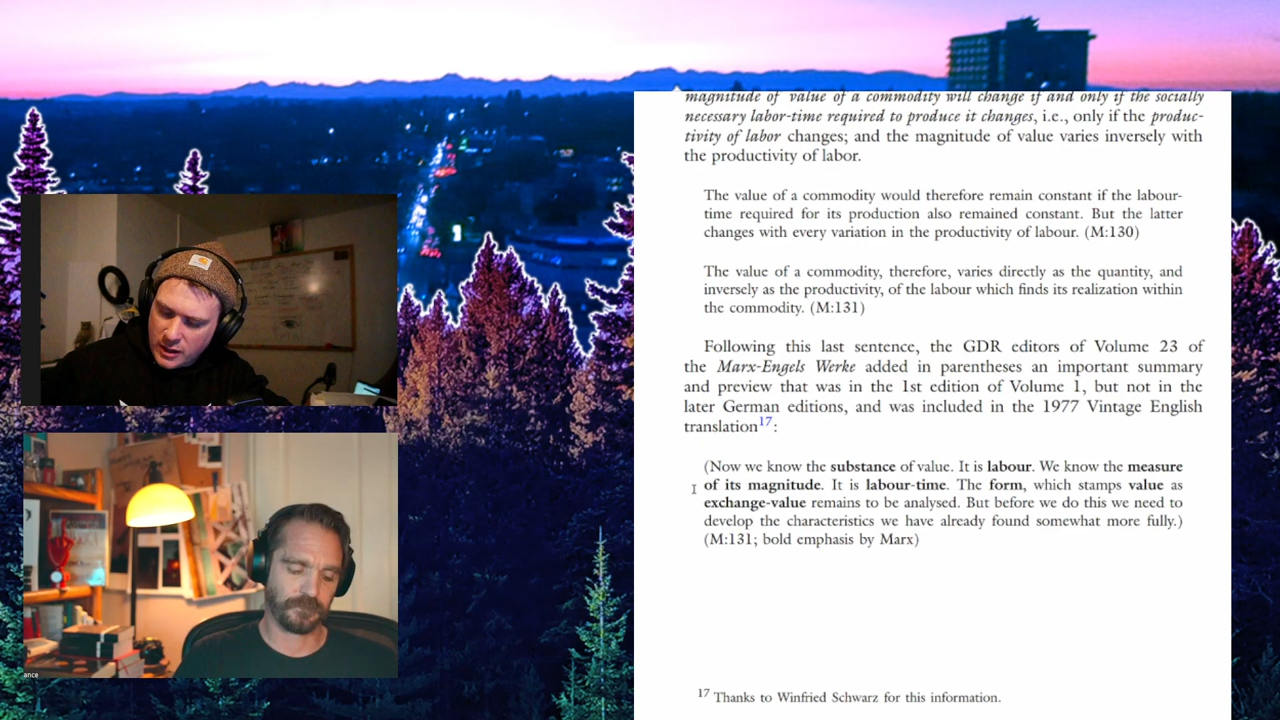 magnitude of value of a commodity will change if and only if the socially
necessary labor-time required to produce it changes, i.e., only if the produc-
tivity of labor changes; and the magnitude of value varies inversely with
the productivity of labor.
The value of a commodity would therefore remain constant if the labour-
time required for its production also remained constant. But the latter
changes with every variation in the productivity of labour. (M:130)
The value of a commodity, therefore, varies directly as the quantity, and
inversely as the productivity, of the labour which finds its realization within
the commodity. (M:131)
Following this last sentence, the GDR editors of Volume 23 of
the Marx-Engels Werke added in parentheses an important summary
and preview that was in the 1st edition of Volume 1, but not in the
later German editions, and was included in the 1977 Vintage English
translation17:
(Now we know the substance of value. It is labour. We know the measure
of its magnitude. It is labour-time. The form, which stamps value as
exchange-value remains to be analysed. But before we do this we need to
develop the characteristics we have already found somewhat more fully.)
(M:131; bold emphasis by Marx)
17 Thanks to Winfried Schwarz for this information.
ance